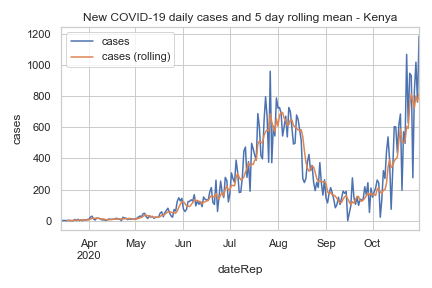 New COVID-19 daily cases and 5 day rolling mean - Kenya
cases
cases (rolling)
1200
1000
800
600
400
200
0
cases
Apr May Jun Jul Aug Sep Oct
2020
dateRep